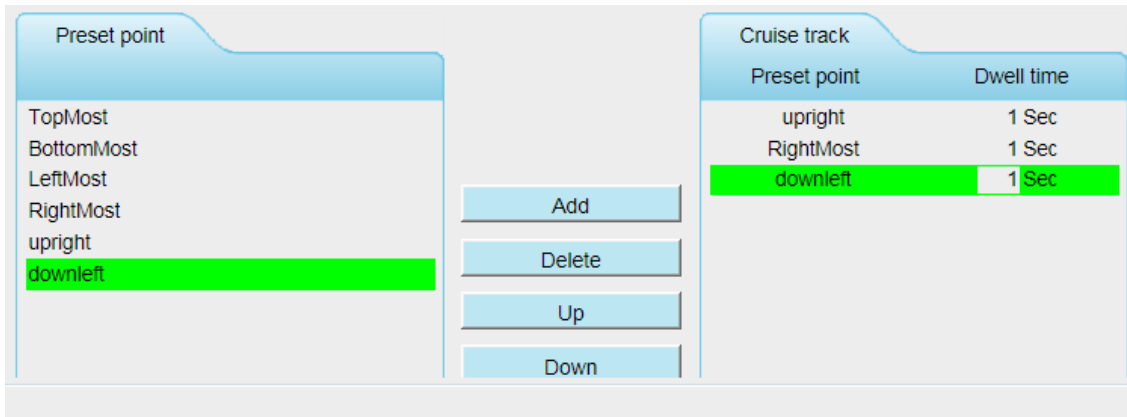 Preset point
TopMost
BottomMost
LeftMost
RightMost
upright
downleft
Add
Delete
Up
Down
Cruise track
Preset point Dwell time
upright 1 Sec
RightMost 1 Sec
downleft 1 Sec